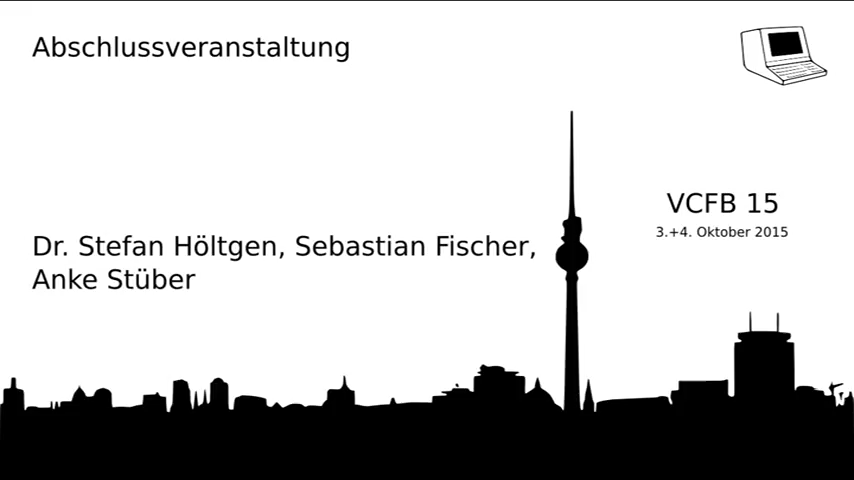 Abschlussveranstaltung
VCFB 15
3.+4. Oktober 2015
Dr. Stefan Höltgen, Sebastian Fischer,
Anke Stüber